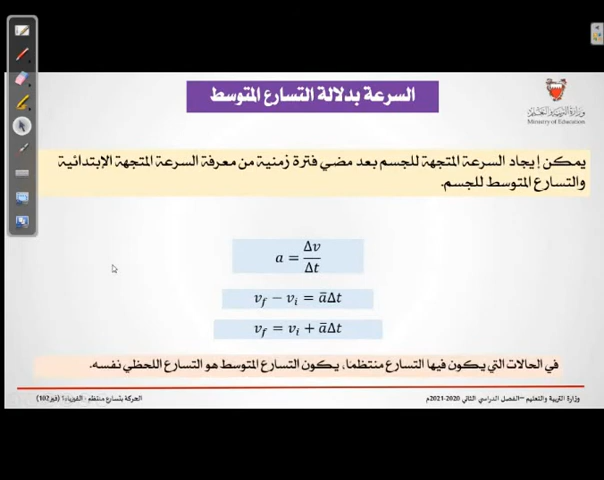 السرعة بدلالة التسارع المتوسط
وزارة التربية والتعليم
Ministry of Education
يمكن إيجاد السرعة المتجهة للجسم بعد مضي فترة زمنية من معرفة السرعة المتجهة الإبتدائية
والتسارع المتوسط للجسم.
a = Δv/Δt
v_f − v_i = āΔt
v_f = v_i + āΔt
في الحالات التي يكون فيها التسارع منتظمًا، يكون التسارع المتوسط هو التسارع اللحظي نفسه.
وزارة التربية والتعليم – الفصل الدراسي الثاني 2020-2021م
الحركة بتسارع منتظم - الفيزياء1 (فيز102)